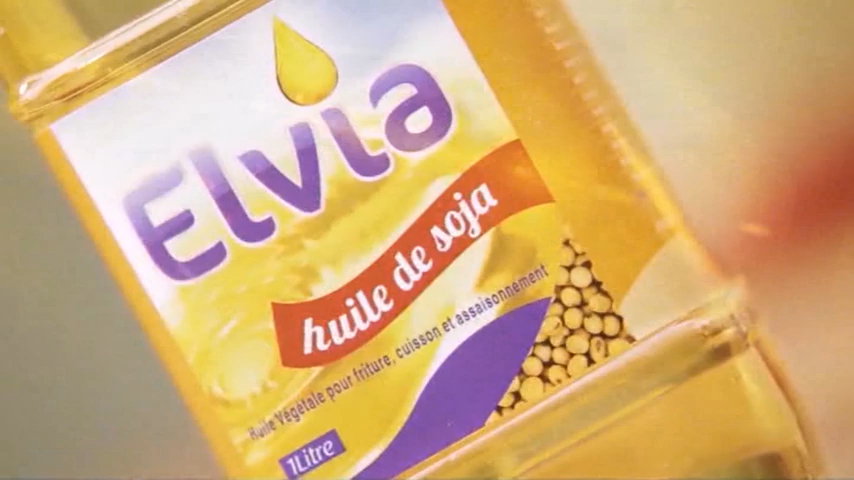 Elvia
huile de soja
Huile Végétale pour friture, cuisson et assaisonnement
1Litre